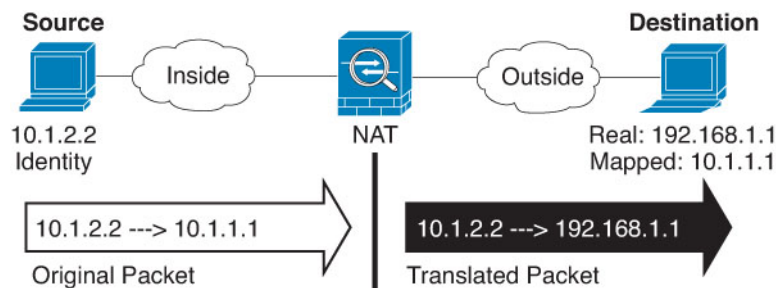 Source
Destination
Inside
Outside
10.1.2.2
Identity
NAT
Real: 192.168.1.1
Mapped: 10.1.1.1
10.1.2.2 ---> 10.1.1.1
10.1.2.2 ---> 192.168.1.1
Original Packet
Translated Packet